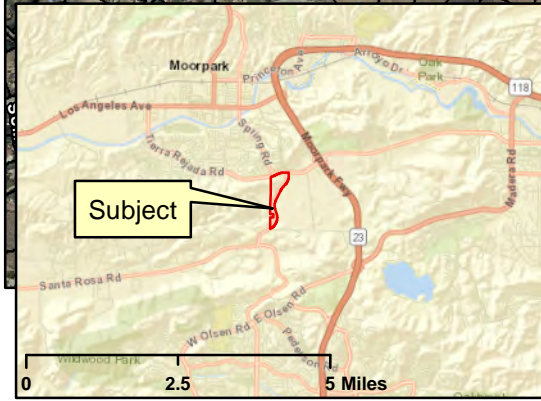 Moorpark
Princeton Ave
Arroyo Dr
Oak Park
118
Los Angeles Ave
Spring Rd
Tierra Rejada Rd
Moorpark Fwy
Madera Rd
Subject
23
Santa Rosa Rd
W Olsen Rd
E Olsen Rd
Pederson Rd
Wildwood Park
0 2.5 5 Miles